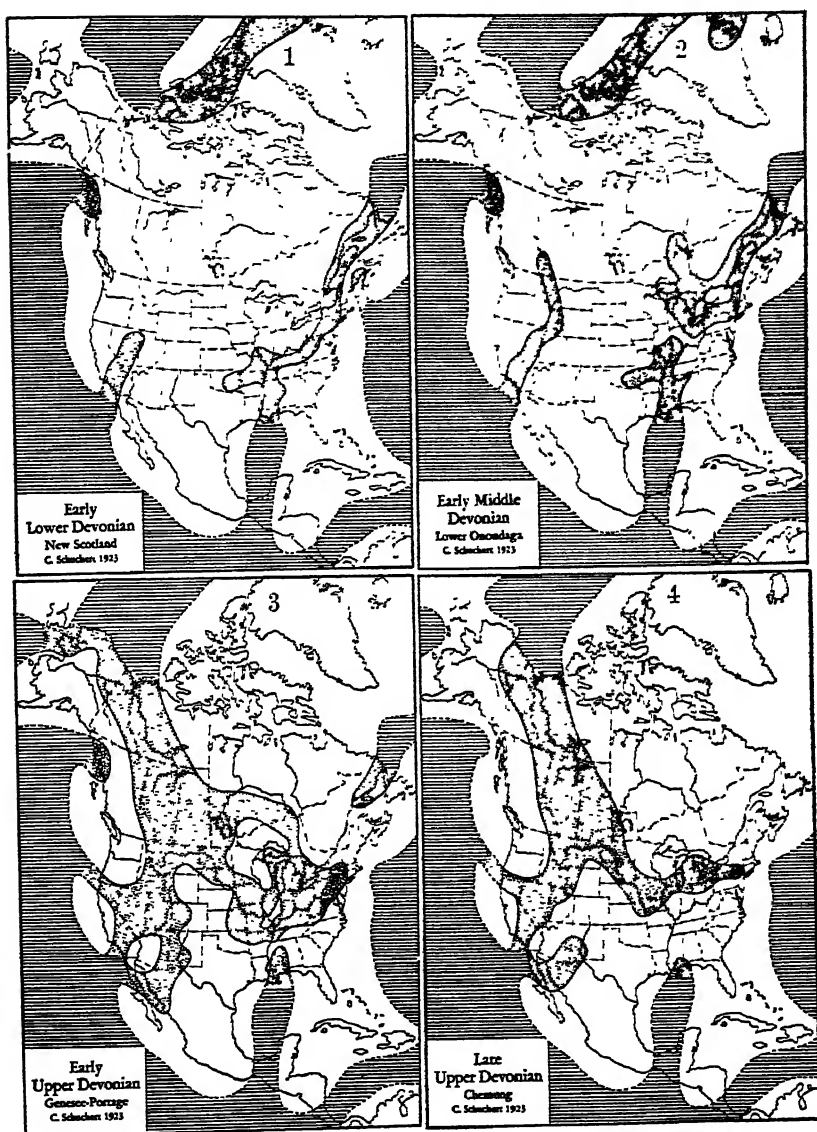 1
Early
Lower Devonian
New Scotland
C. Schuchert 1923
2
Early Middle
Devonian
Lower Onondaga
C. Schuchert 1923
3
Early
Upper Devonian
Genesee-Portage
C. Schuchert 1923
4
Late
Upper Devonian
Chemung
C. Schuchert 1923